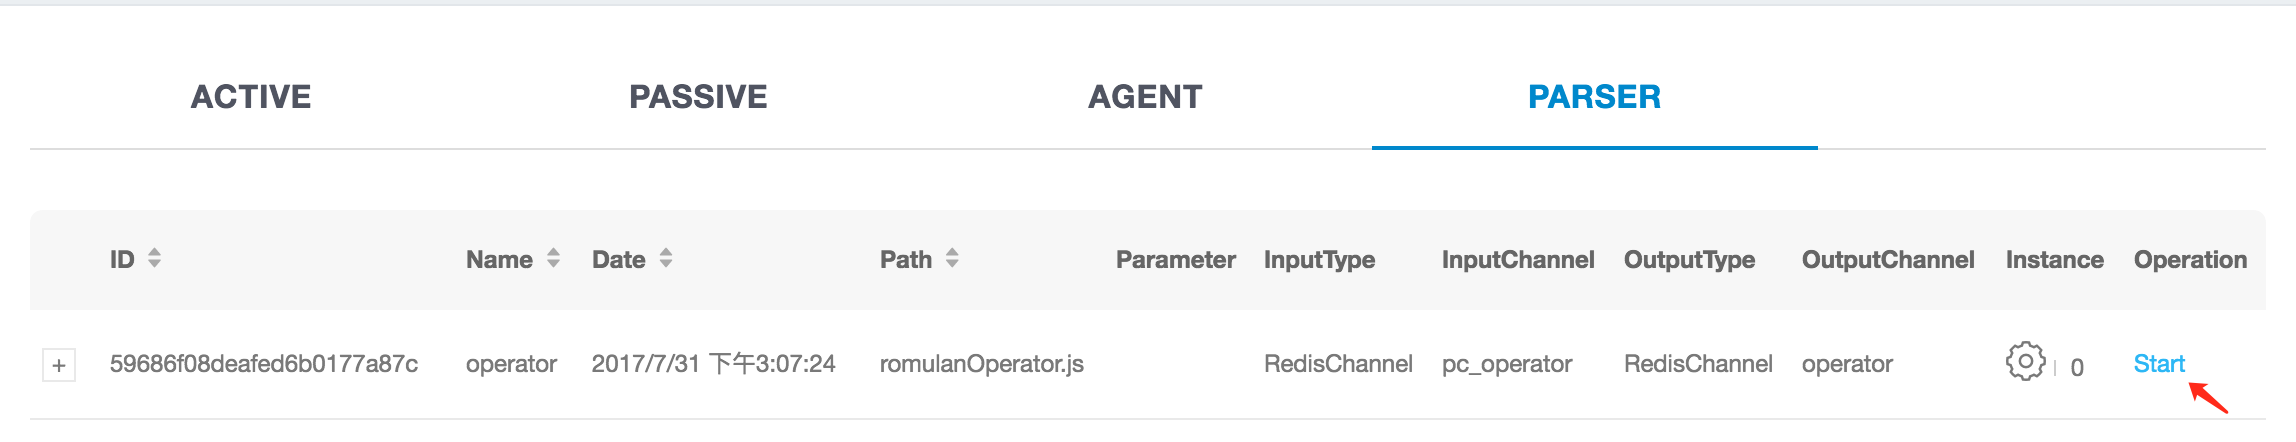 ACTIVE PASSIVE AGENT PARSER
ID Name Date Path Parameter InputType InputChannel OutputType OutputChannel Instance Operation
+ 59686f08deafed6b0177a87c operator 2017/7/31 下午3:07:24 romulanOperator.js RedisChannel pc_operator RedisChannel operator 0 Start